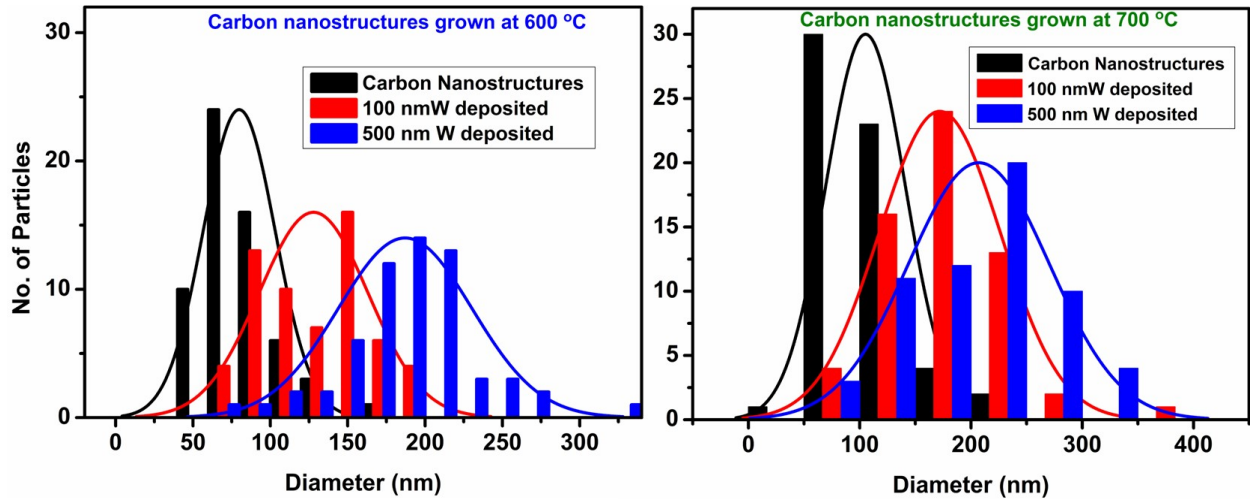 Carbon nanostructures grown at 600 °C
Carbon Nanostructures
100 nmW deposited
500 nm W deposited
No. of Particles
30
20
10
0
0 50 100 150 200 250 300
Diameter (nm)
Carbon nanostructures grown at 700 °C
Carbon Nanostructures
100 nmW deposited
500 nm W deposited
30
25
20
15
10
5
0
0 100 200 300 400
Diameter (nm)